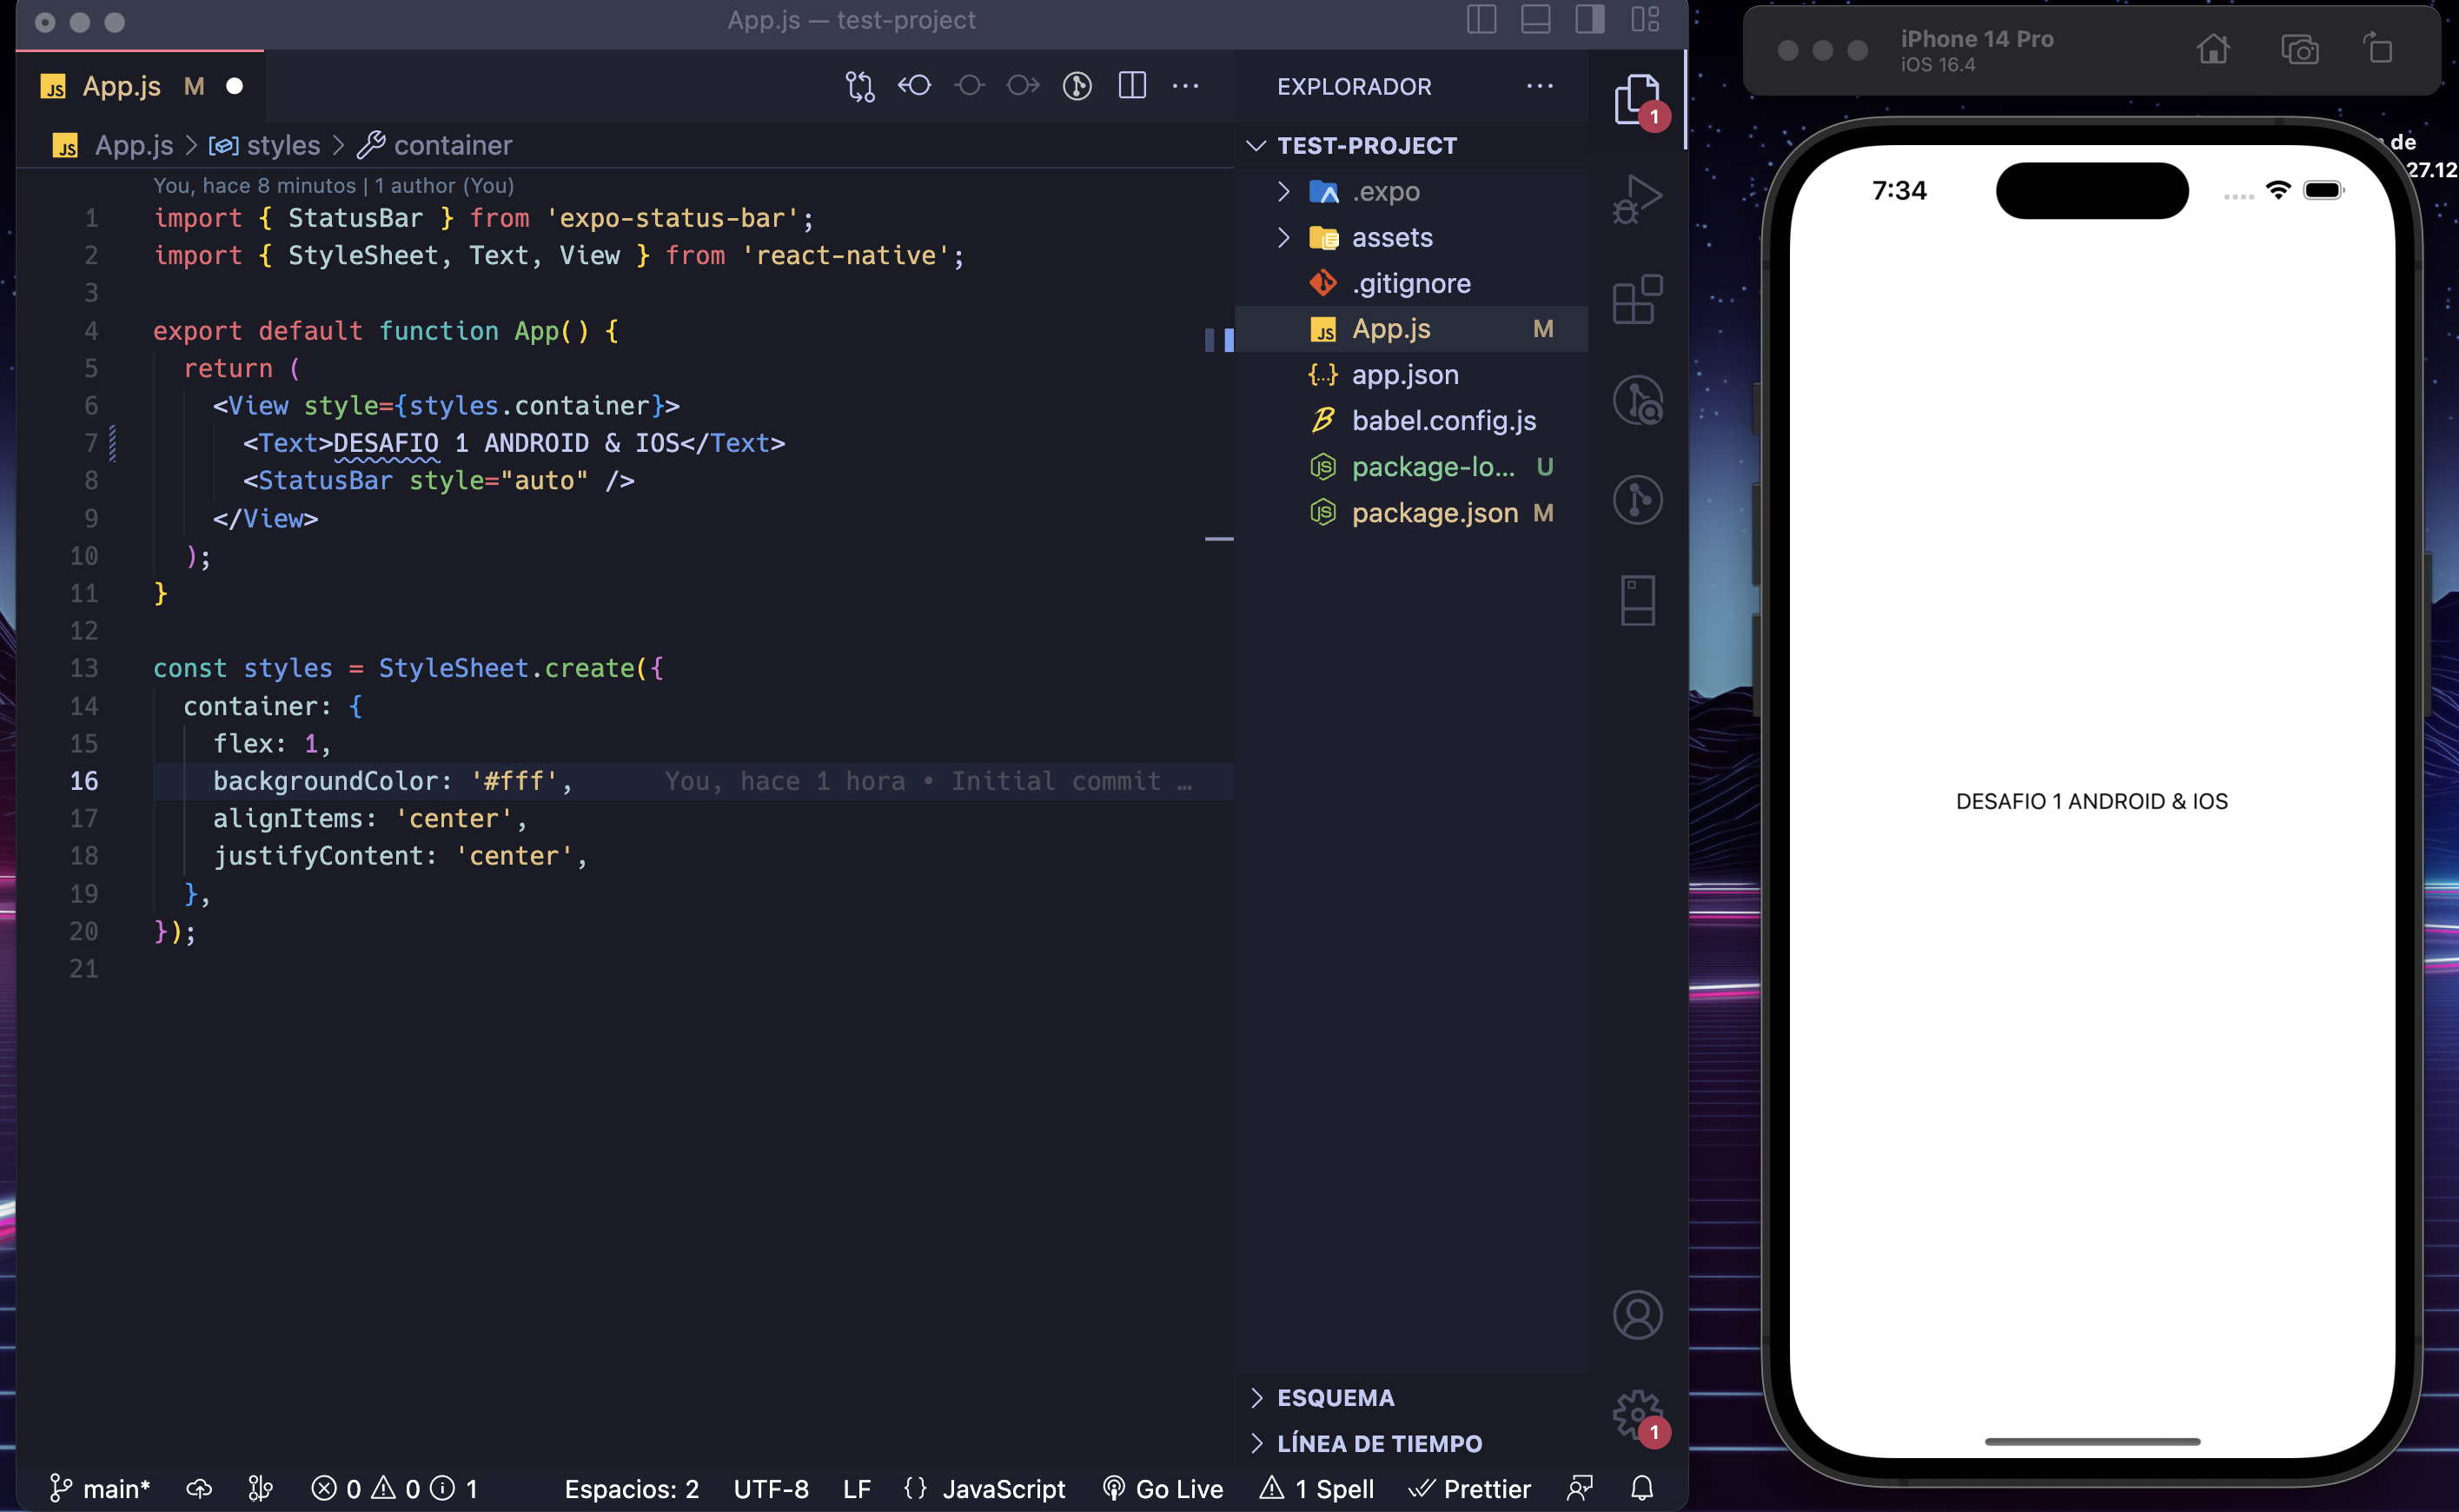 App.js — test-project
App.js M
App.js > styles > container
You, hace 8 minutos | 1 author (You)
1 import { StatusBar } from 'expo-status-bar';
2 import { StyleSheet, Text, View } from 'react-native';
3
4 export default function App() {
5 return (
6 <View style={styles.container}>
7 <Text>DESAFIO 1 ANDROID & IOS</Text>
8 <StatusBar style="auto" />
9 </View>
10 );
11 }
12
13 const styles = StyleSheet.create({
14 container: {
15 flex: 1,
16 backgroundColor: '#fff', You, hace 1 hora • Initial commit …
17 alignItems: 'center',
18 justifyContent: 'center',
19 },
20 });
21
EXPLORADOR
TEST-PROJECT
.expo
assets
.gitignore
App.js M
app.json
babel.config.js
package-lo... U
package.json M
ESQUEMA
LÍNEA DE TIEMPO
1
1
main* 0 0 1 Espacios: 2 UTF-8 LF {} JavaScript Go Live 1 Spell Prettier
iPhone 14 Pro
iOS 16.4
de
27.12
7:34
DESAFIO 1 ANDROID & IOS